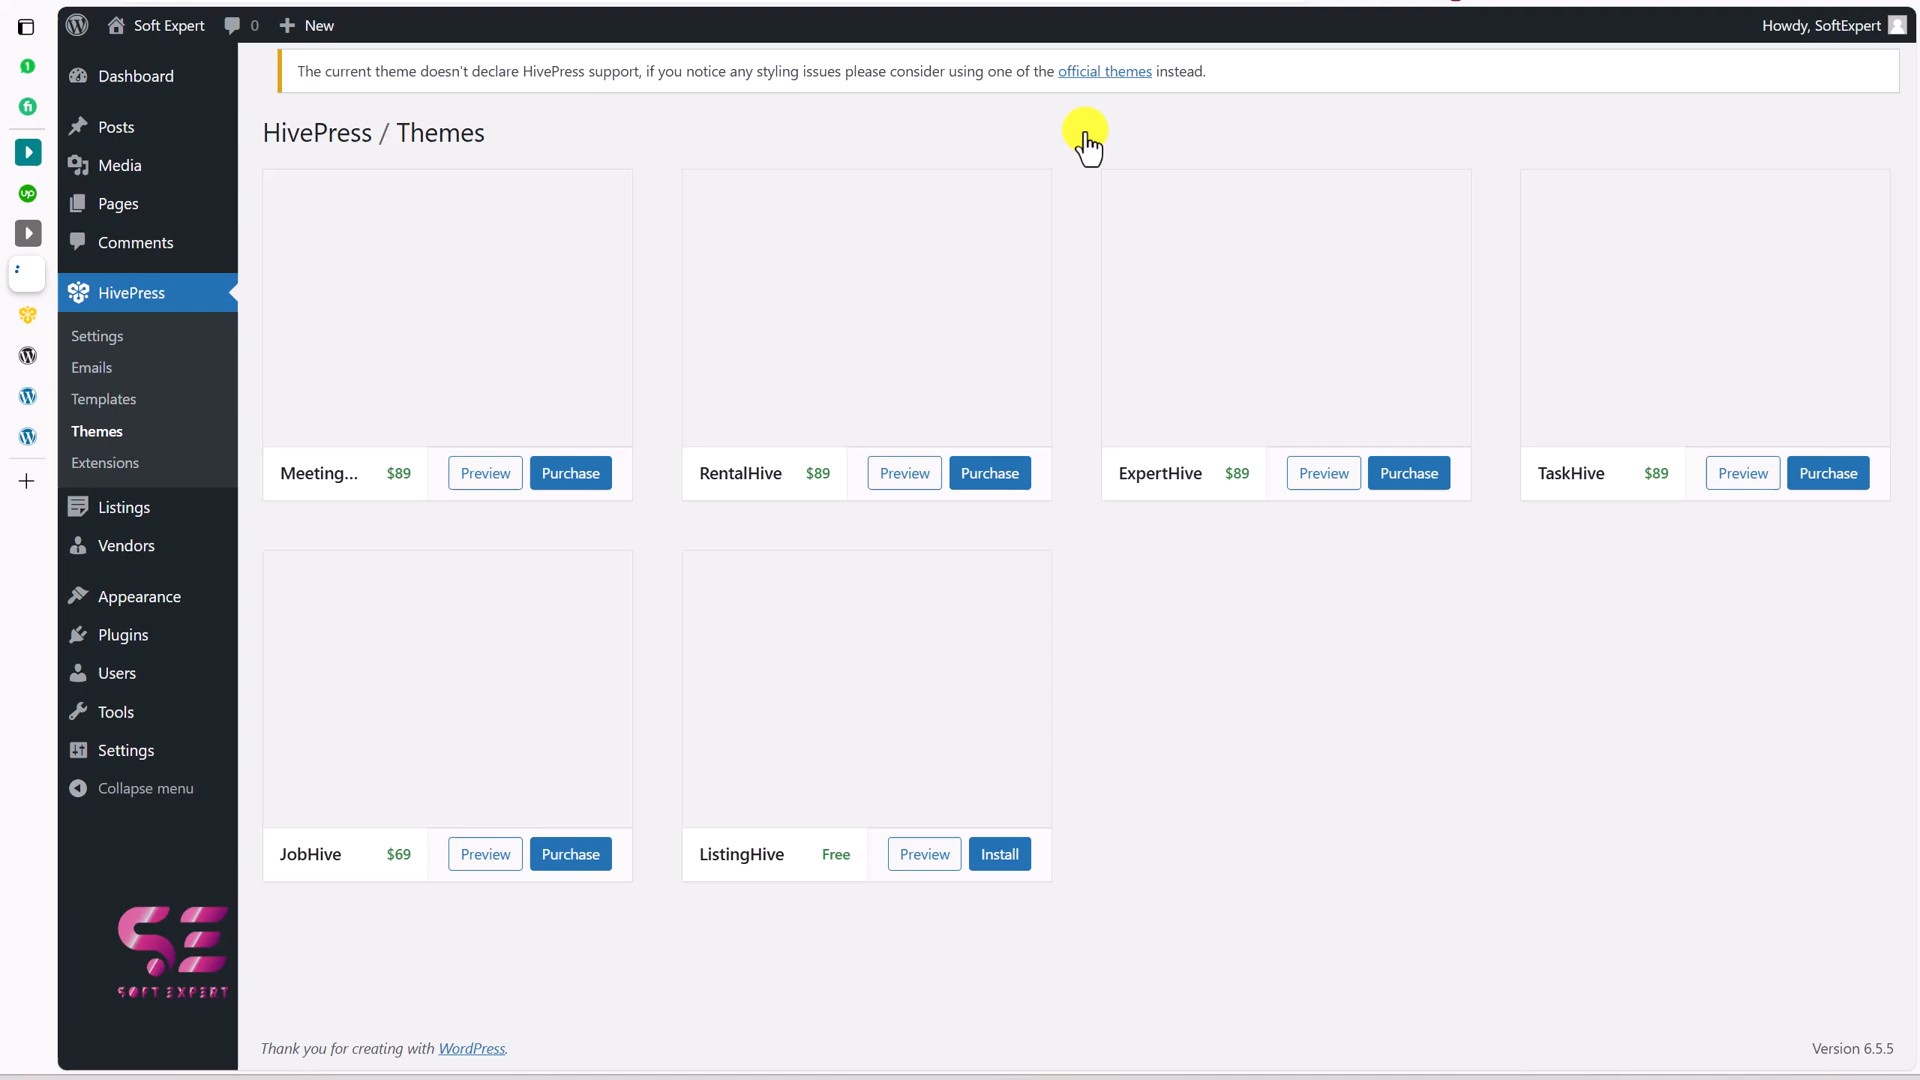 Soft Expert
0
New
Howdy, SoftExpert
Dashboard
Posts
Media
Pages
Comments
HivePress
Settings
Emails
Templates
Themes
Extensions
Listings
Vendors
Appearance
Plugins
Users
Tools
Settings
Collapse menu
SE
SOFT EXPERT
The current theme doesn't declare HivePress support, if you notice any styling issues please consider using one of the official themes instead.
HivePress / Themes
Meeting... $89 Preview Purchase
RentalHive $89 Preview Purchase
ExpertHive $89 Preview Purchase
TaskHive $89 Preview Purchase
JobHive $69 Preview Purchase
ListingHive Free Preview Install
Thank you for creating with WordPress.
Version 6.5.5
1
fi
up